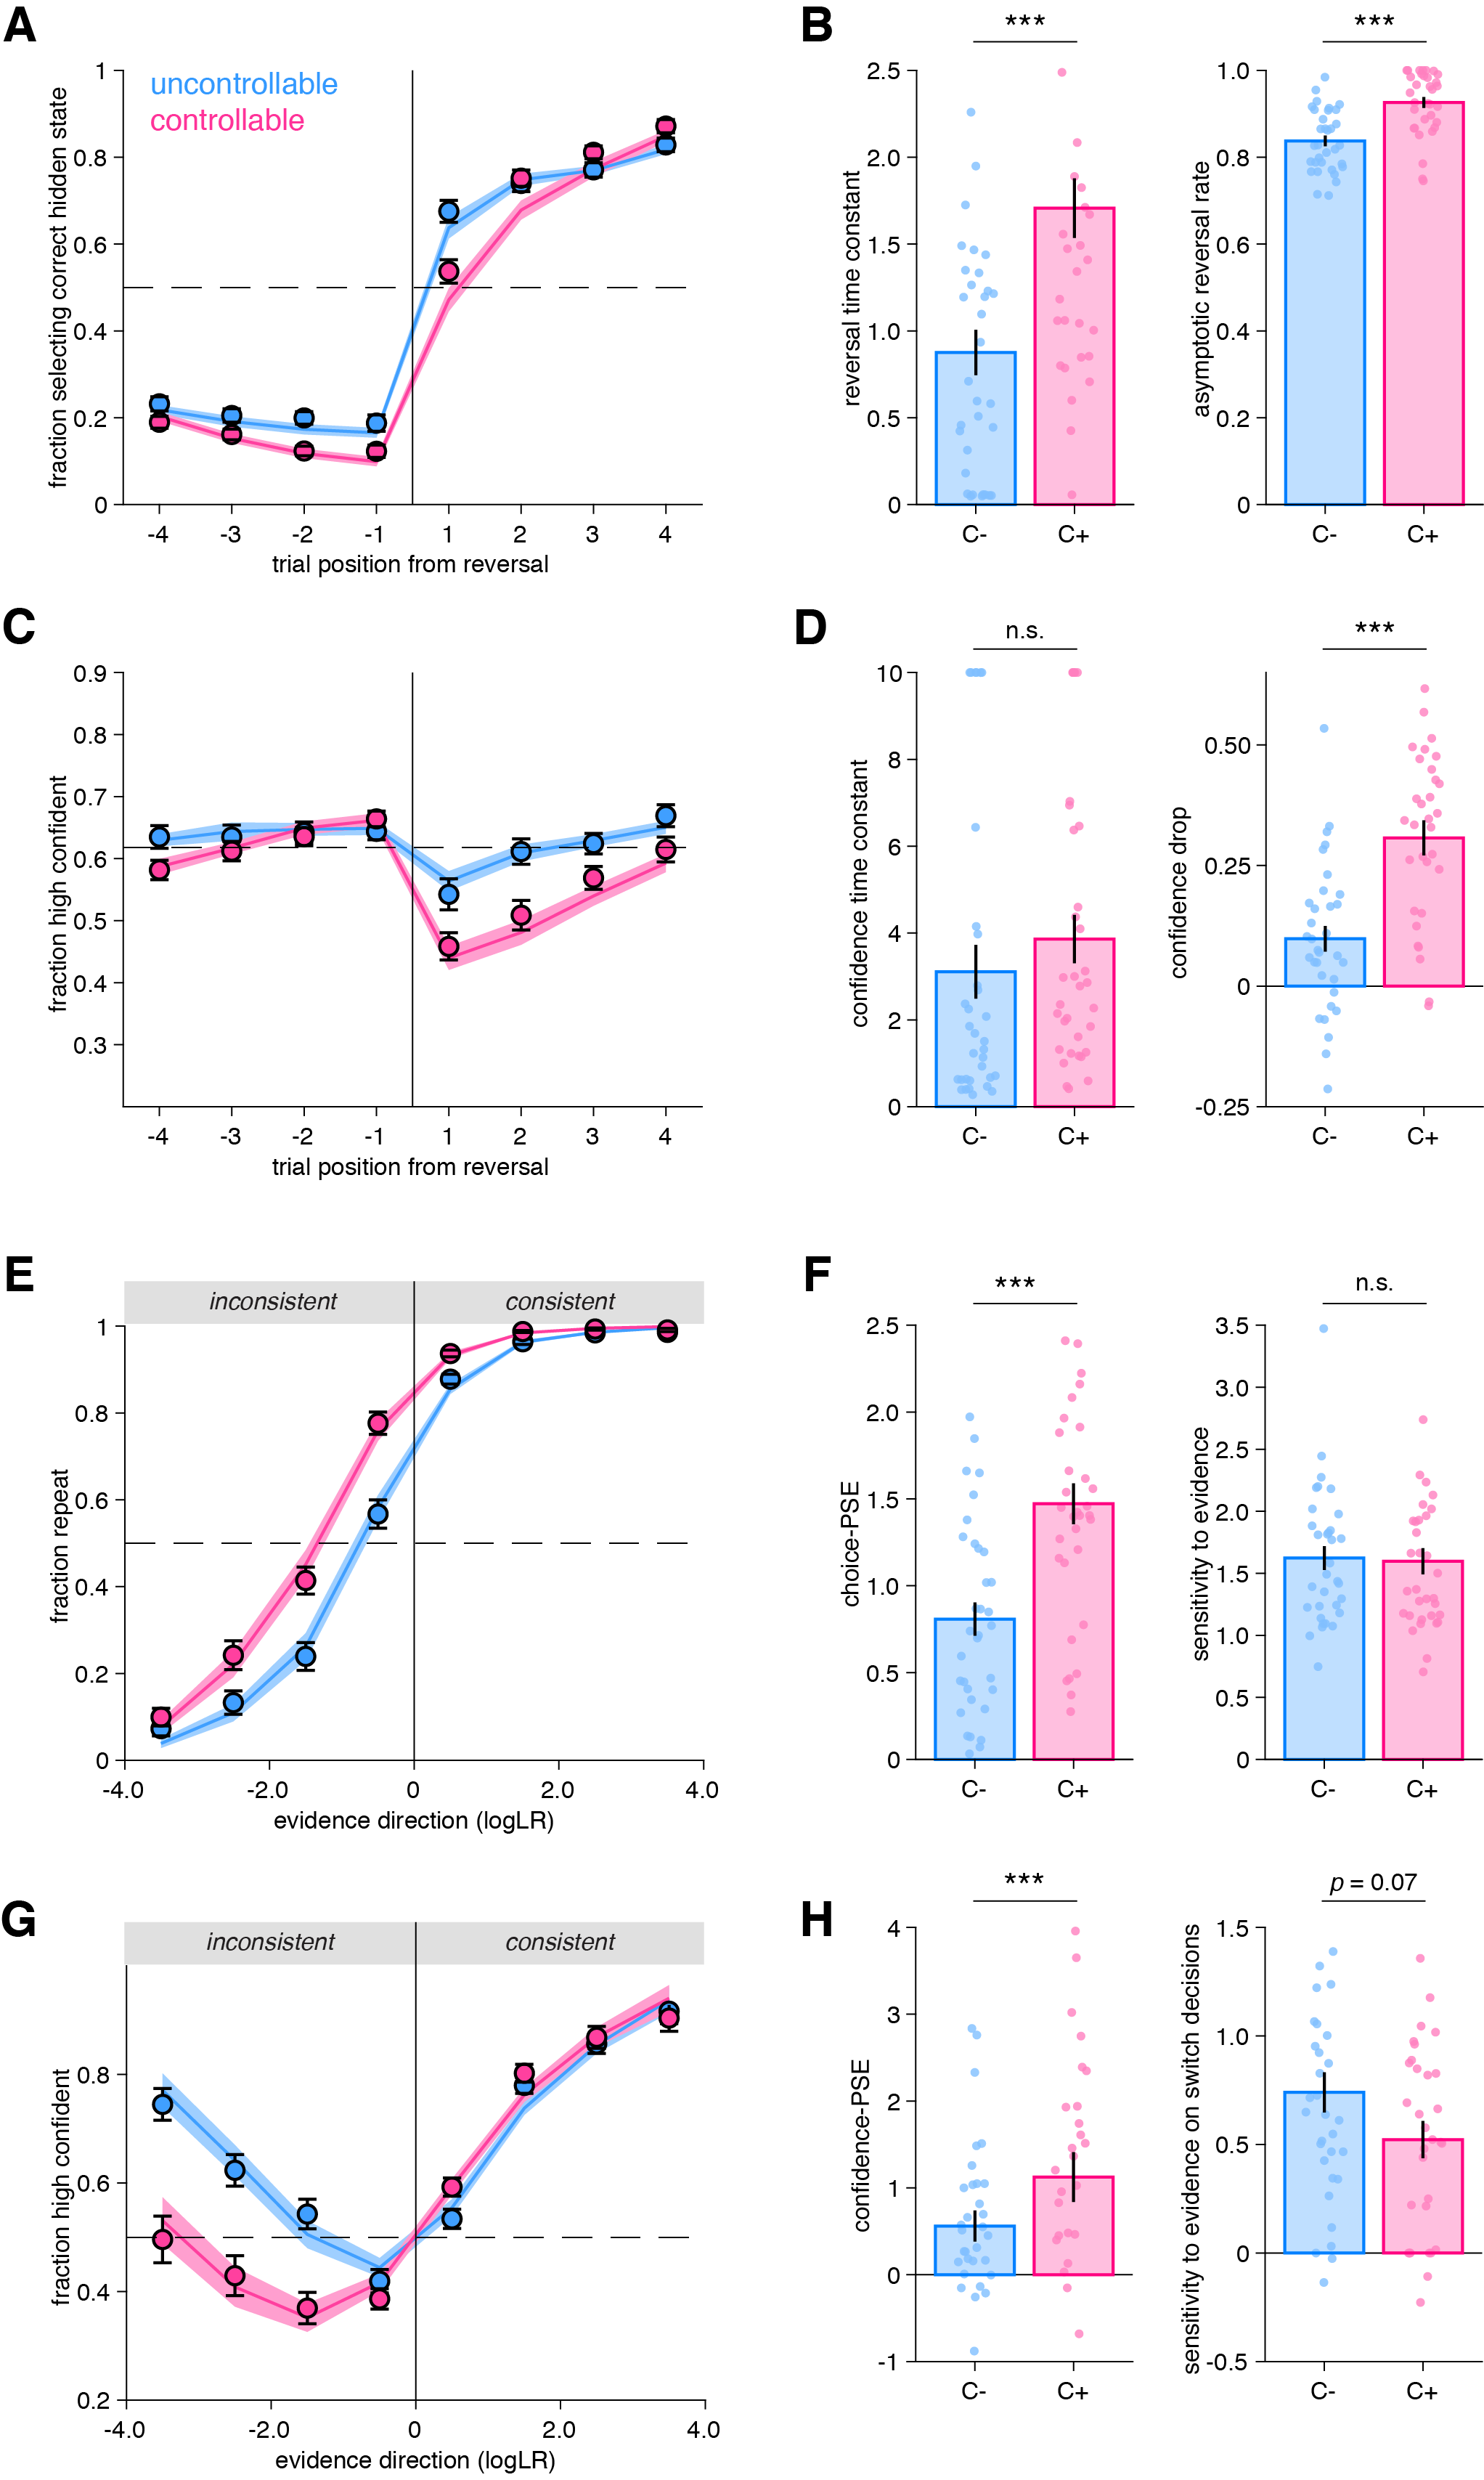 A
uncontrollable
controllable
fraction selecting correct hidden state
1
0.8
0.6
0.4
0.2
0
-4 -3 -2 -1 1 2 3 4
trial position from reversal
B
***
reversal time constant
2.5
2.0
1.5
1.0
0.5
0
C- C+
***
asymptotic reversal rate
1.0
0.8
0.6
0.4
0.2
0
C- C+
C
fraction high confident
0.9
0.8
0.7
0.6
0.5
0.4
0.3
-4 -3 -2 -1 1 2 3 4
trial position from reversal
D
n.s.
confidence time constant
10
8
6
4
2
0
C- C+
***
confidence drop
0.50
0.25
0
-0.25
C- C+
E
inconsistent consistent
fraction repeat
1
0.8
0.6
0.4
0.2
0
-4.0 -2.0 0 2.0 4.0
evidence direction (logLR)
F
***
choice-PSE
2.5
2.0
1.5
1.0
0.5
0
C- C+
n.s.
sensitivity to evidence
3.5
3.0
2.5
2.0
1.5
1.0
0.5
0
C- C+
G
inconsistent consistent
fraction high confident
0.8
0.6
0.4
0.2
-4.0 -2.0 0 2.0 4.0
evidence direction (logLR)
H
***
confidence-PSE
4
3
2
1
0
-1
C- C+
p = 0.07
sensitivity to evidence on switch decisions
1.5
1.0
0.5
0
-0.5
C- C+